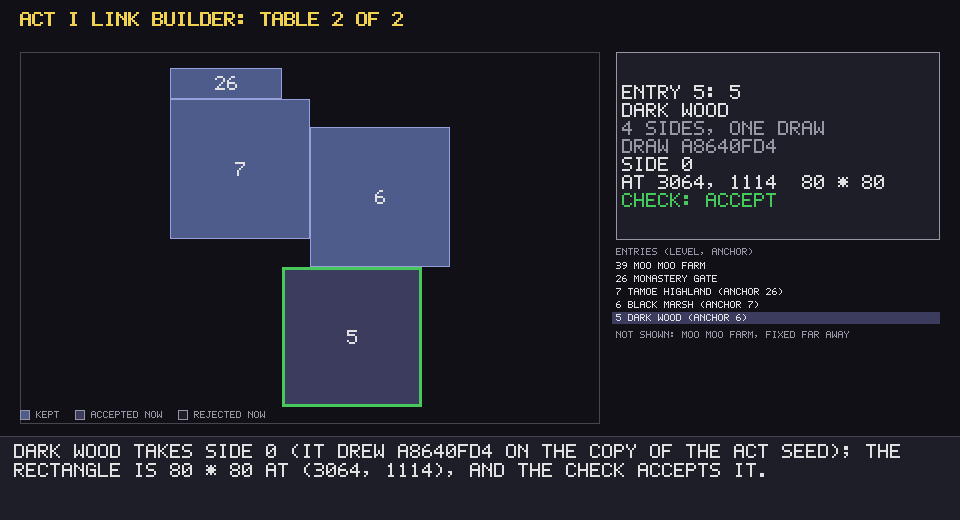 ACT I LINK BUILDER: TABLE 2 OF 2
26
7
6
5
KEPT
ACCEPTED NOW
REJECTED NOW
ENTRY 5: 5
DARK WOOD
4 SIDES, ONE DRAW
DRAW A8640FD4
SIDE 0
AT 3064, 1114  80 * 80
CHECK: ACCEPT
ENTRIES (LEVEL, ANCHOR)
39 MOO MOO FARM
26 MONASTERY GATE
7 TAMOE HIGHLAND (ANCHOR 26)
6 BLACK MARSH (ANCHOR 7)
5 DARK WOOD (ANCHOR 6)
NOT SHOWN: MOO MOO FARM, FIXED FAR AWAY
DARK WOOD TAKES SIDE 0 (IT DREW A8640FD4 ON THE COPY OF THE ACT SEED); THE
RECTANGLE IS 80 * 80 AT (3064, 1114), AND THE CHECK ACCEPTS IT.